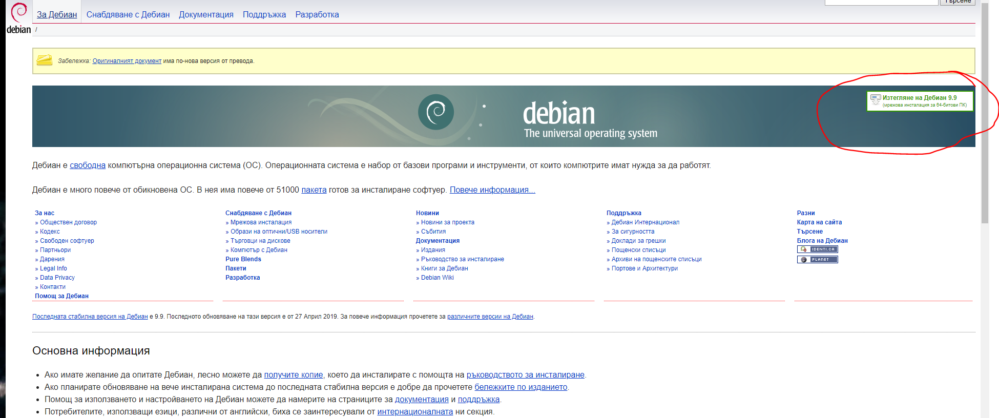 Търсене
За Дебиан Снабдяване с Дебиан Документация Поддръжка Разработка
debian /
Забележка: Оригиналният документ има по-нова версия от превода.
Изтегляне на Дебиан 9.9
(мрежова инсталация за 64-битови ПК)
debian
The universal operating system
Дебиан е свободна компютърна операционна система (ОС). Операционната система е набор от базови програми и инструменти, от които компютрите имат нужда за да работят.
Дебиан е много повече от обикновена ОС. В нея има повече от 51000 пакета готов за инсталиране софтуер. Повече информация...
За нас
» Обществен договор
» Кодекс
» Свободен софтуер
» Партньори
» Дарения
» Legal Info
» Data Privacy
» Контакти
Помощ за Дебиан
Снабдяване с Дебиан
» Мрежова инсталация
» Образи на оптични/USB носители
» Търговци на дискове
» Компютър с Дебиан
Pure Blends
Пакети
Разработка
Новини
» Новини за проекта
» Събития
Документация
» Издания
» Ръководство за инсталиране
» Книги за Дебиан
» Debian Wiki
Поддръжка
» Дебиан Интернационал
» За сигурността
» Доклади за грешки
» Пощенски списъци
» Архиви на пощенските списъци
» Портове и Архитектури
Разни
Карта на сайта
Търсене
Блога на Дебиан
IDENTI.CA
PLANET
Последната стабилна версия на Дебиан е 9.9. Последното обновяване на тази версия е от 27 Април 2019. За повече информация прочетете за различните версии на Дебиан.
Основна информация
• Ако имате желание да опитате Дебиан, лесно можете да получите копие, което да инсталирате с помощта на ръководството за инсталиране.
• Ако планирате обновяване на вече инсталирана система до последната стабилна версия е добре да прочетете бележките по изданието.
• Помощ за използването и настройването на Дебиан можете да намерите на страниците за документация и поддръжка.
• Потребителите, използващи езици, различни от английски, биха се заинтересували от интернационалната ни секция.